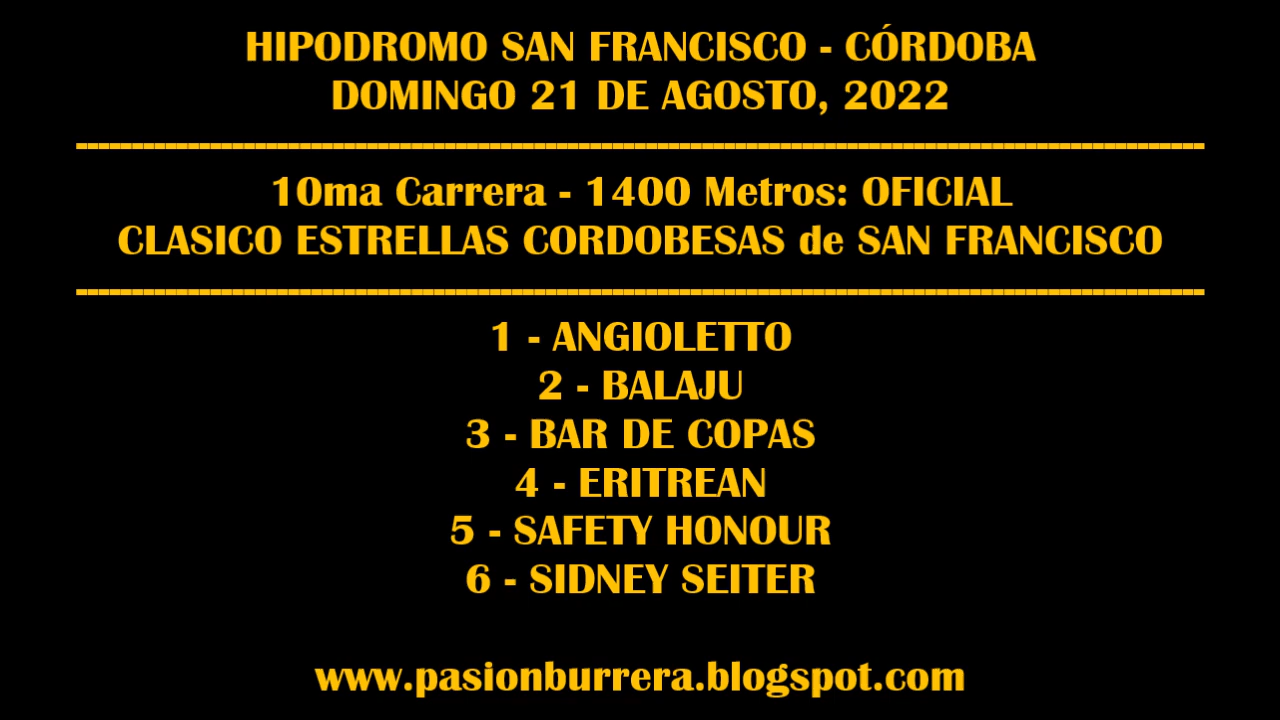 HIPODROMO SAN FRANCISCO - CÓRDOBA
DOMINGO 21 DE AGOSTO, 2022
10ma Carrera - 1400 Metros: OFICIAL
CLASICO ESTRELLAS CORDOBESAS de SAN FRANCISCO
1 - ANGIOLETTO
2 - BALAJU
3 - BAR DE COPAS
4 - ERITREAN
5 - SAFETY HONOUR
6 - SIDNEY SEITER
www.pasionburrera.blogspot.com